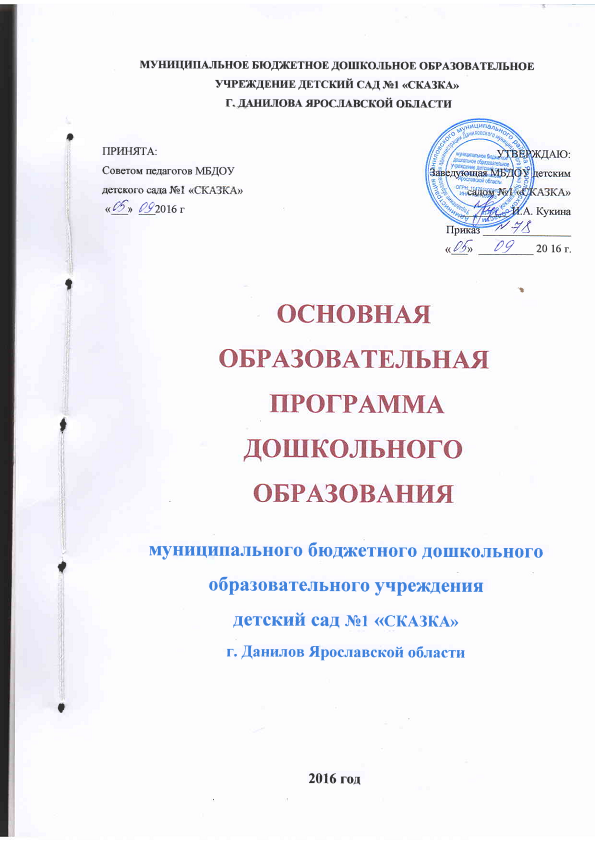 МУНИЦИПАЛЬНОЕ БЮДЖЕТНОЕ ДОШКОЛЬНОЕ ОБРАЗОВАТЕЛЬНОЕ
УЧРЕЖДЕНИЕ ДЕТСКИЙ САД №1 «СКАЗКА»
Г. ДАНИЛОВА ЯРОСЛАВСКОЙ ОБЛАСТИ
ПРИНЯТА:
Советом педагогов МБДОУ
детского сада №1 «СКАЗКА»
«05» 09 2016 г
УТВЕРЖДАЮ:
Заведующая МБДОУ детским
садом №1 «СКАЗКА»
Н.А. Кукина
Приказ № 78
«05» 09 20 16 г.
ОСНОВНАЯ
ОБРАЗОВАТЕЛЬНАЯ
ПРОГРАММА
ДОШКОЛЬНОГО
ОБРАЗОВАНИЯ
муниципального бюджетного дошкольного
образовательного учреждения
детский сад №1 «СКАЗКА»
г. Данилов Ярославской области
2016 год